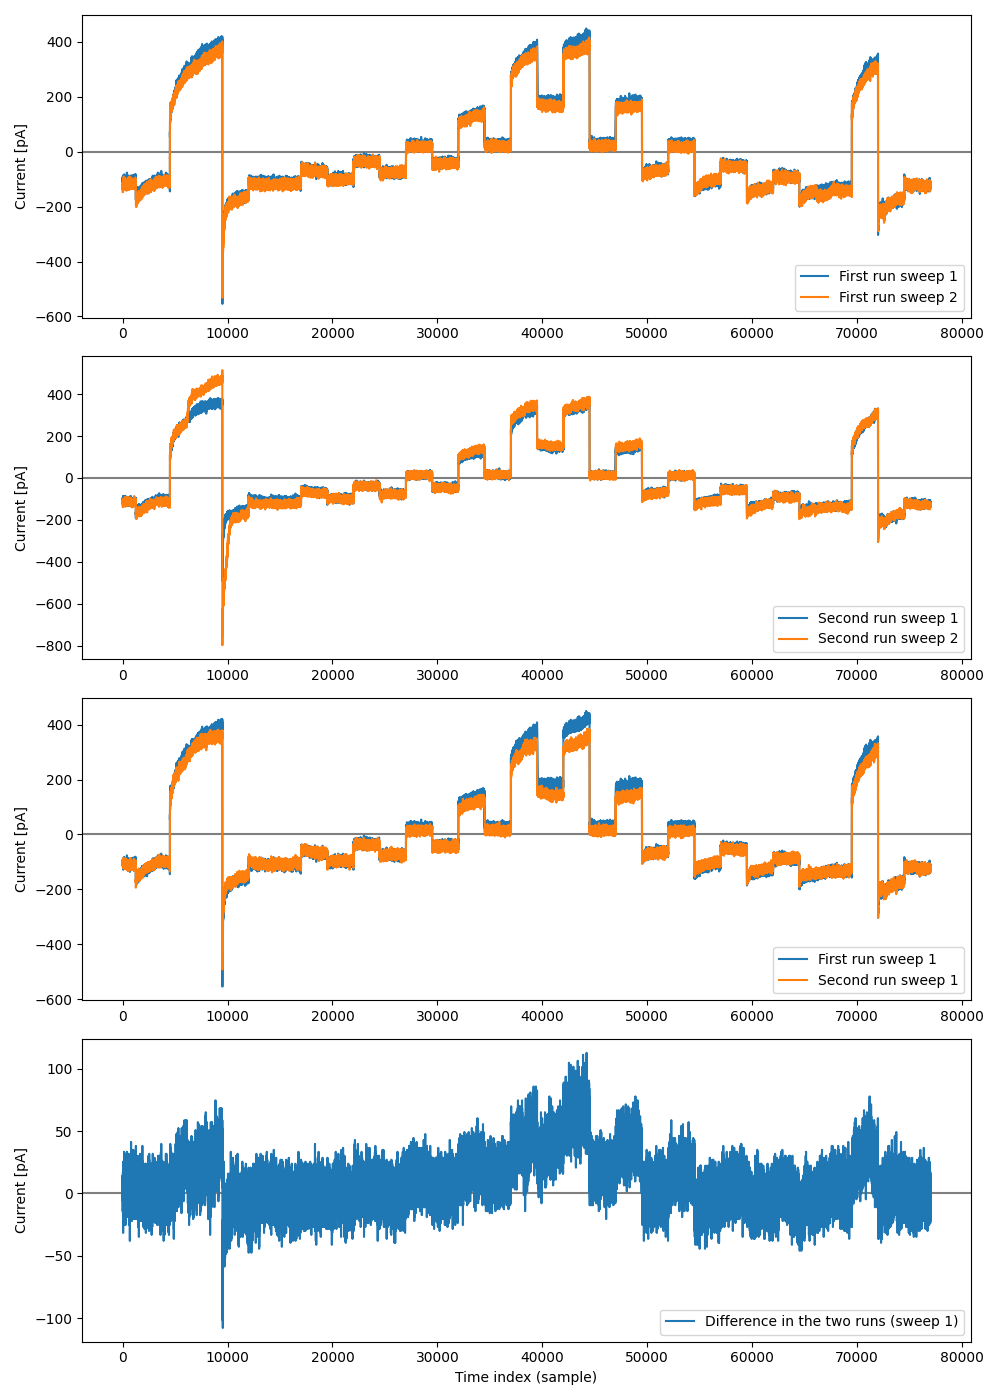 400
200
0
−200
−400
−600
Current [pA]
First run sweep 1
First run sweep 2
0 10000 20000 30000 40000 50000 60000 70000 80000
400
200
0
−200
−400
−600
−800
Current [pA]
Second run sweep 1
Second run sweep 2
0 10000 20000 30000 40000 50000 60000 70000 80000
400
200
0
−200
−400
−600
Current [pA]
First run sweep 1
Second run sweep 1
0 10000 20000 30000 40000 50000 60000 70000 80000
100
50
0
−50
−100
Current [pA]
Difference in the two runs (sweep 1)
0 10000 20000 30000 40000 50000 60000 70000 80000
Time index (sample)